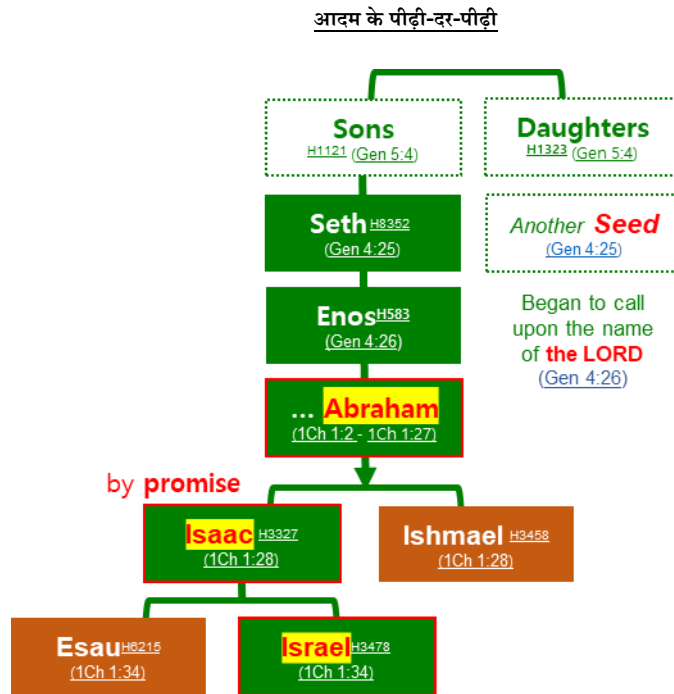 आदम के पीढ़ी-दर-पीढ़ी
Sons
H1121 (Gen 5:4)
Daughters
H1323 (Gen 5:4)
Seth H8352
(Gen 4:25)
Another Seed
(Gen 4:25)
Enos H583
(Gen 4:26)
Began to call
upon the name
of the LORD
(Gen 4:26)
... Abraham
(1Ch 1:2 - 1Ch 1:27)
by promise
Isaac H3327
(1Ch 1:28)
Ishmael H3458
(1Ch 1:28)
Esau H6215
(1Ch 1:34)
Israel H3478
(1Ch 1:34)